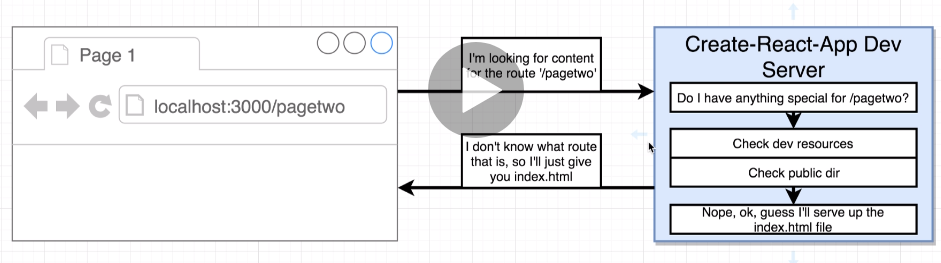 Page 1
localhost:3000/pagetwo
I'm looking for content
for the route '/pagetwo'
I don't know what route
that is, so I'll just give
you index.html
Create-React-App Dev
Server
Do I have anything special for /pagetwo?
Check dev resources
Check public dir
Nope, ok, guess I'll serve up the
index.html file